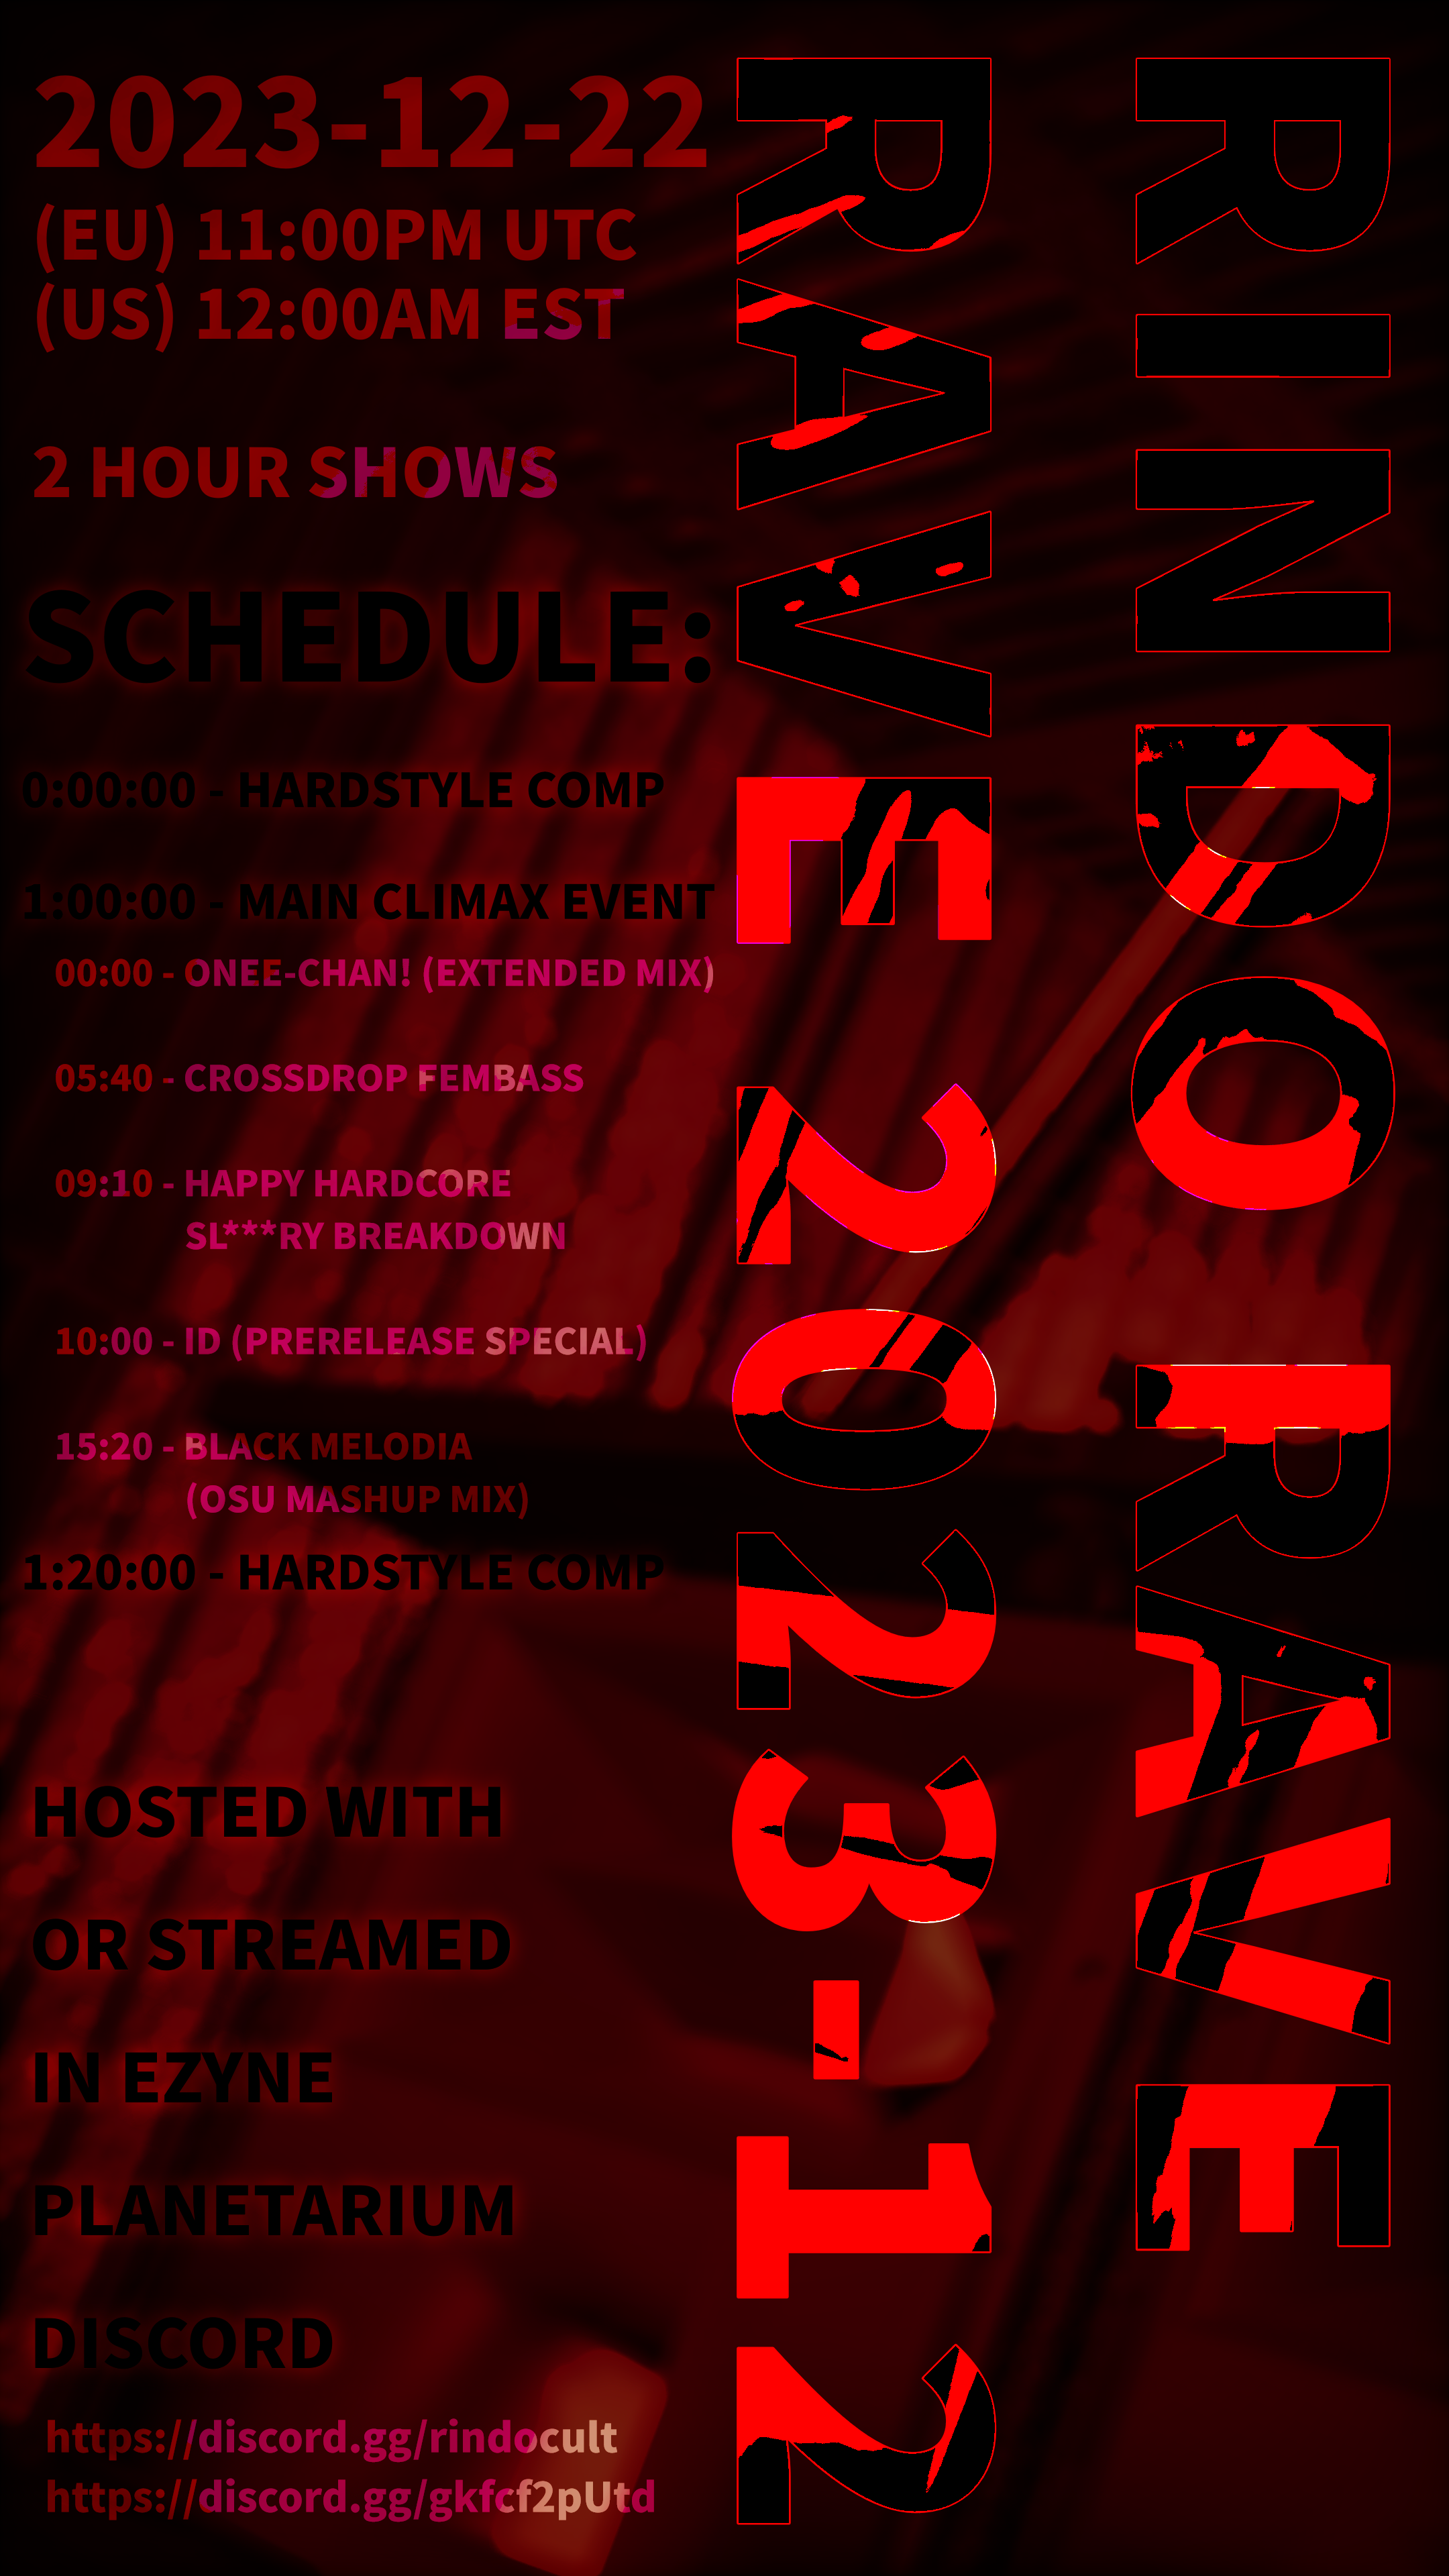 2023-12-22
(EU) 11:00PM UTC
(US) 12:00AM EST
2 HOUR SHOWS
SCHEDULE:
0:00:00 - HARDSTYLE COMP
1:00:00 - MAIN CLIMAX EVENT
00:00 - ONEE-CHAN! (EXTENDED MIX)
05:40 - CROSSDROP FEMBASS
09:10 - HAPPY HARDCORE
SL***RY BREAKDOWN
10:00 - ID (PRERELEASE SPECIAL)
15:20 - BLACK MELODIA
(OSU MASHUP MIX)
1:20:00 - HARDSTYLE COMP
HOSTED WITH
OR STREAMED
IN EZYNE
PLANETARIUM
DISCORD
https://discord.gg/rindocult
https://discord.gg/gkfcf2pUtd
RINDO RAVE
RAVE 2023-12